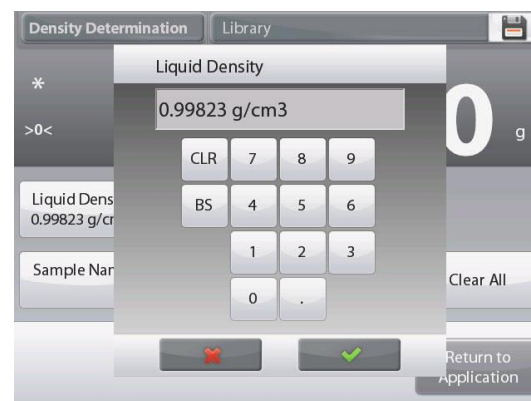 Density Determination
Library
Liquid Density
*
0.99823 g/cm3
>0<
0
g
CLR
7
8
9
Liquid Dens
0.99823 g/cr
BS
4
5
6
1
2
3
Sample Nar
Clear All
0
.
Return to
Application